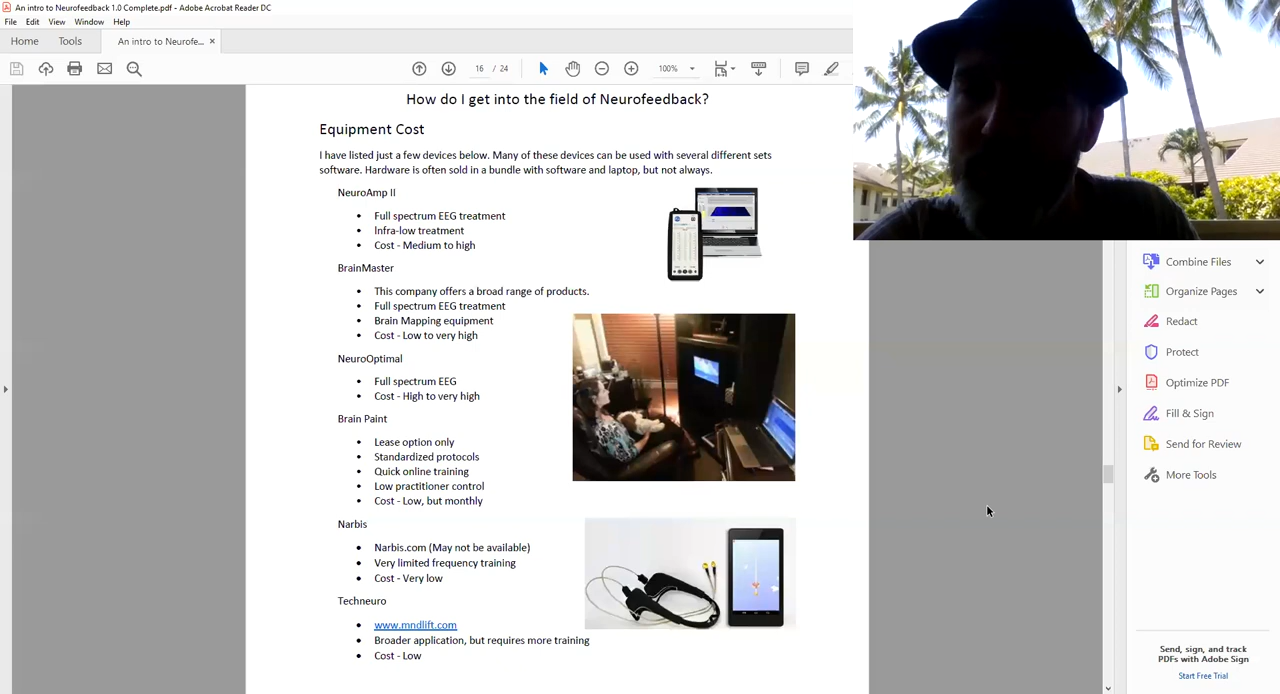 An intro to Neurofeedback 1.0 Complete.pdf - Adobe Acrobat Reader DC
File Edit View Window Help
Home Tools An intro to Neurofe... ×
16 / 24 100%
How do I get into the field of Neurofeedback?
Equipment Cost
I have listed just a few devices below. Many of these devices can be used with several different sets
software. Hardware is often sold in a bundle with software and laptop, but not always.
NeuroAmp II
• Full spectrum EEG treatment
• Infra-low treatment
• Cost - Medium to high
BrainMaster
• This company offers a broad range of products.
• Full spectrum EEG treatment
• Brain Mapping equipment
• Cost - Low to very high
NeuroOptimal
• Full spectrum EEG
• Cost - High to very high
Brain Paint
• Lease option only
• Standardized protocols
• Quick online training
• Low practitioner control
• Cost - Low, but monthly
Narbis
• Narbis.com (May not be available)
• Very limited frequency training
• Cost - Very low
Techneuro
• www.mndlift.com
• Broader application, but requires more training
• Cost - Low
Combine Files
Organize Pages
Redact
Protect
Optimize PDF
Fill & Sign
Send for Review
More Tools
Send, sign, and track
PDFs with Adobe Sign
Start Free Trial